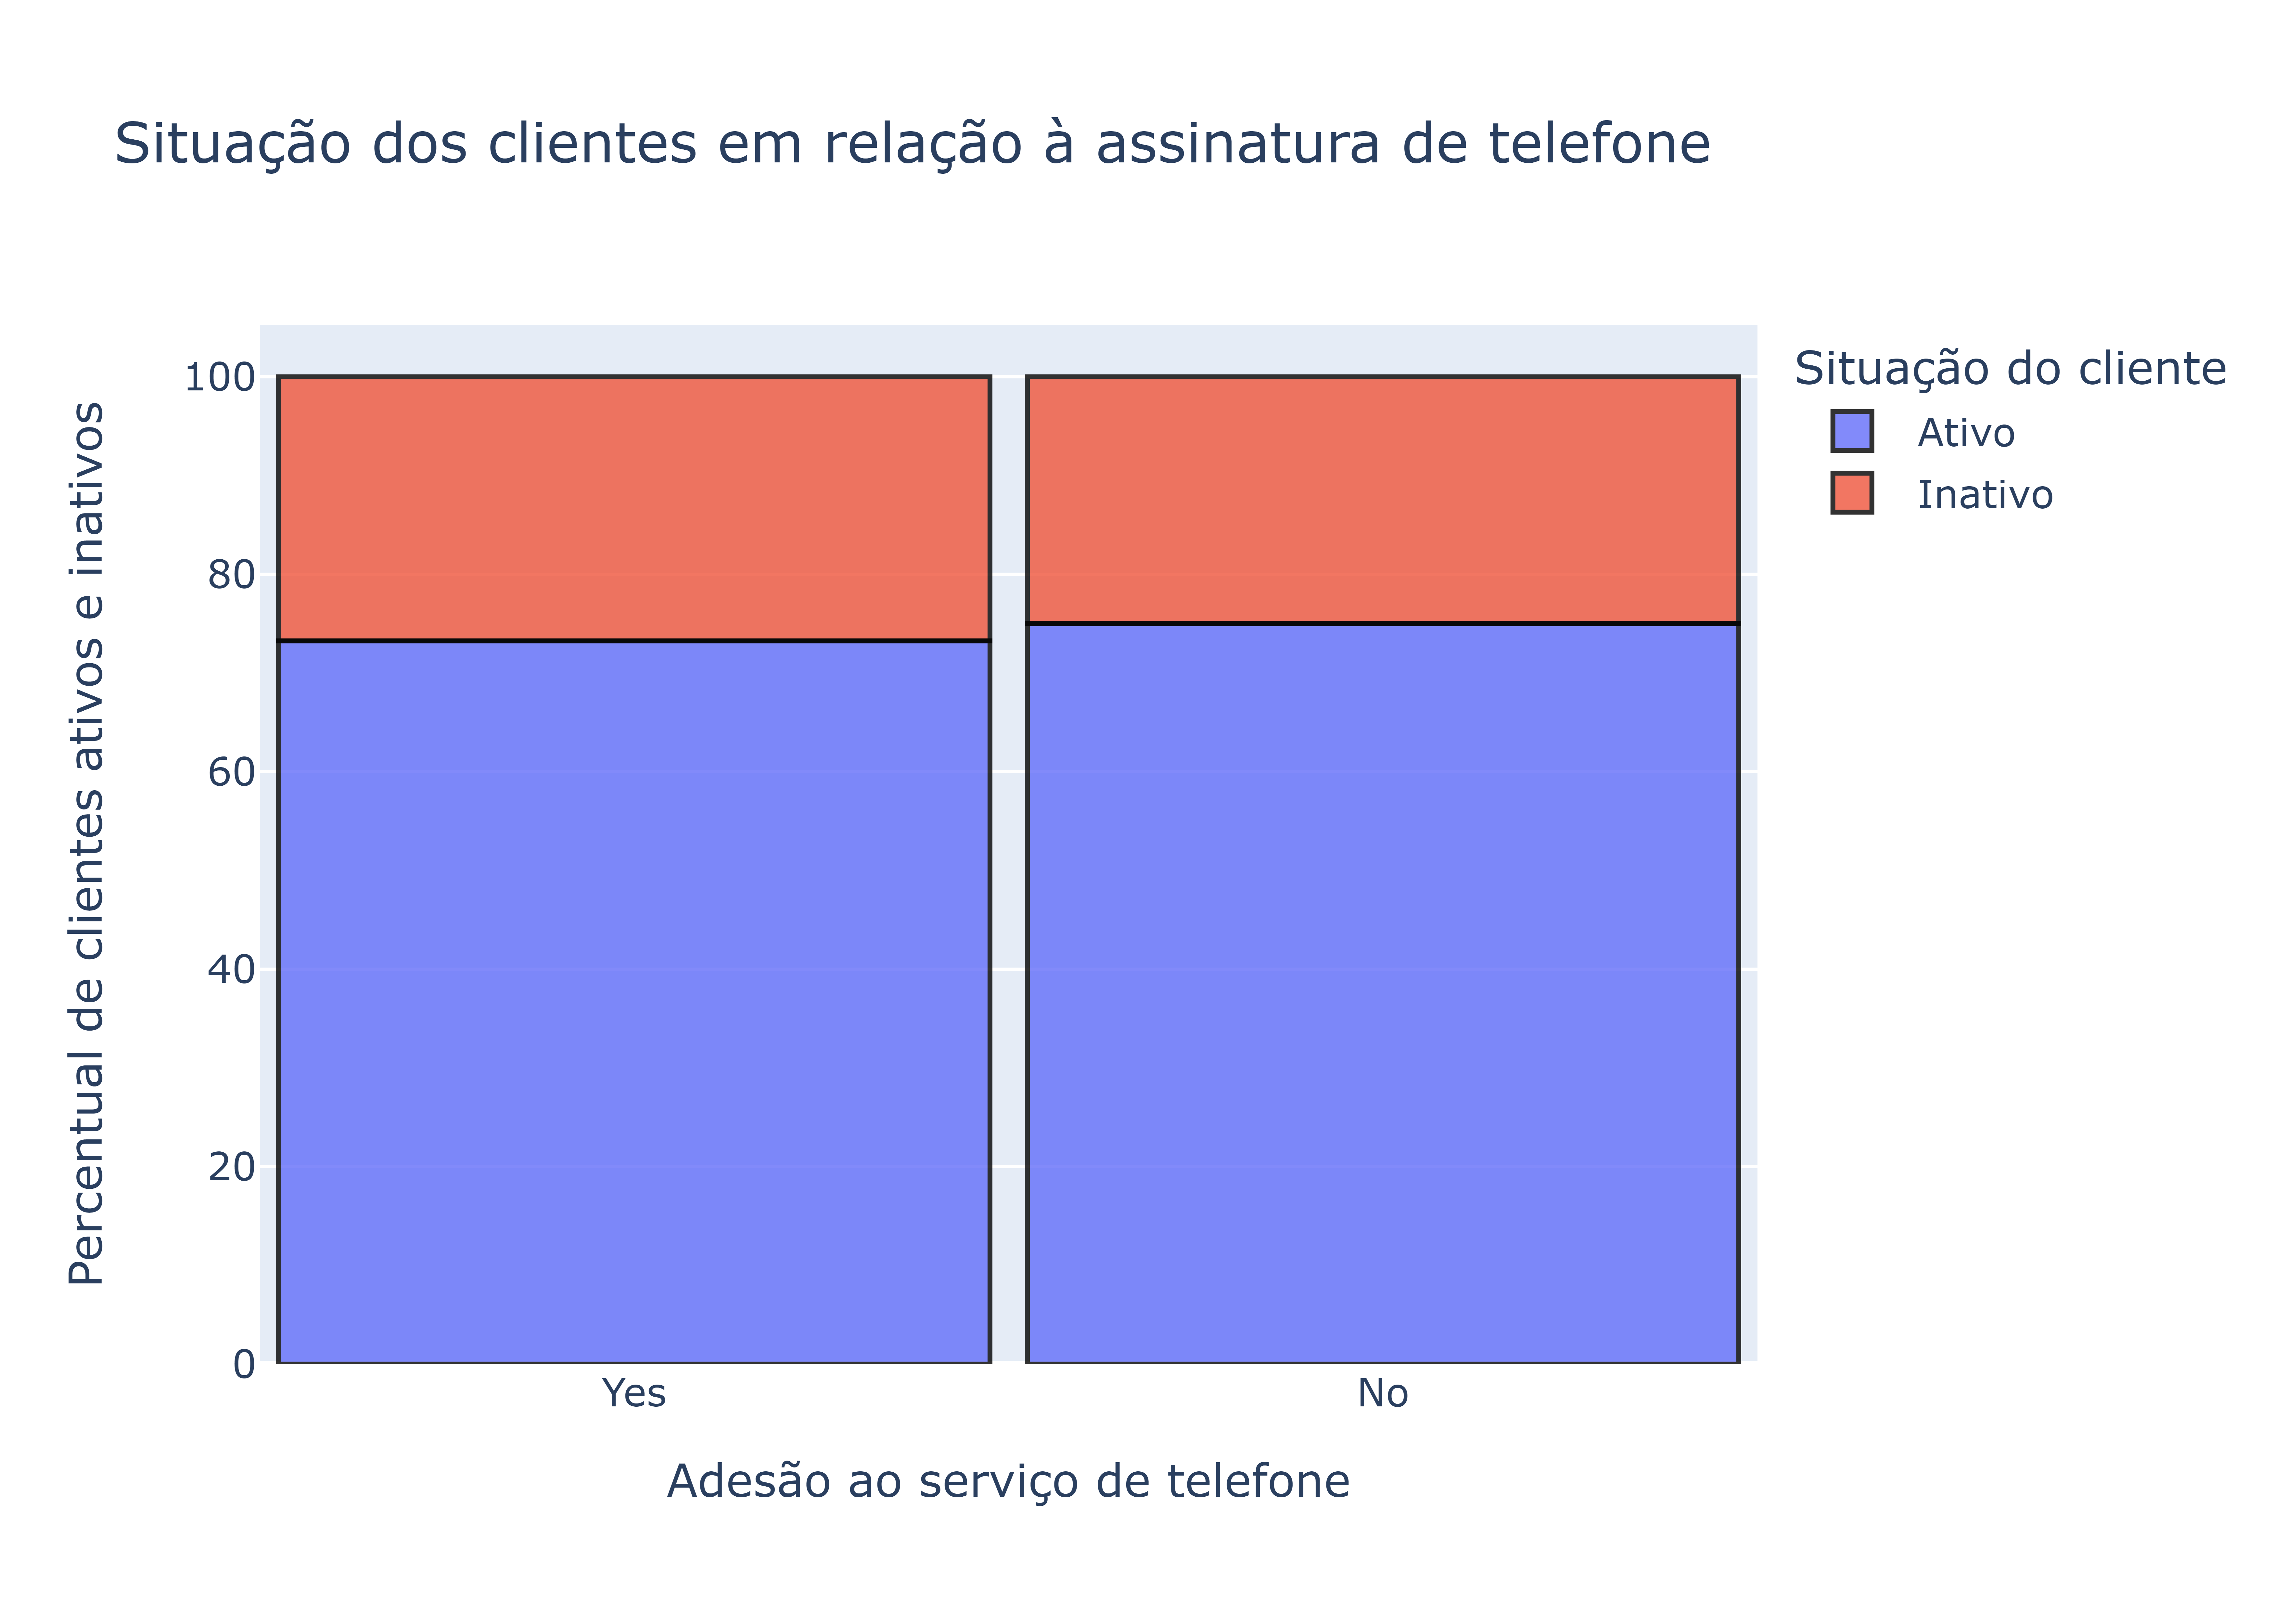 Situação dos clientes em relação à assinatura de telefone
Percentual de clientes ativos e inativos
100
80
60
40
20
0
Yes
No
Adesão ao serviço de telefone
Situação do cliente
Ativo
Inativo